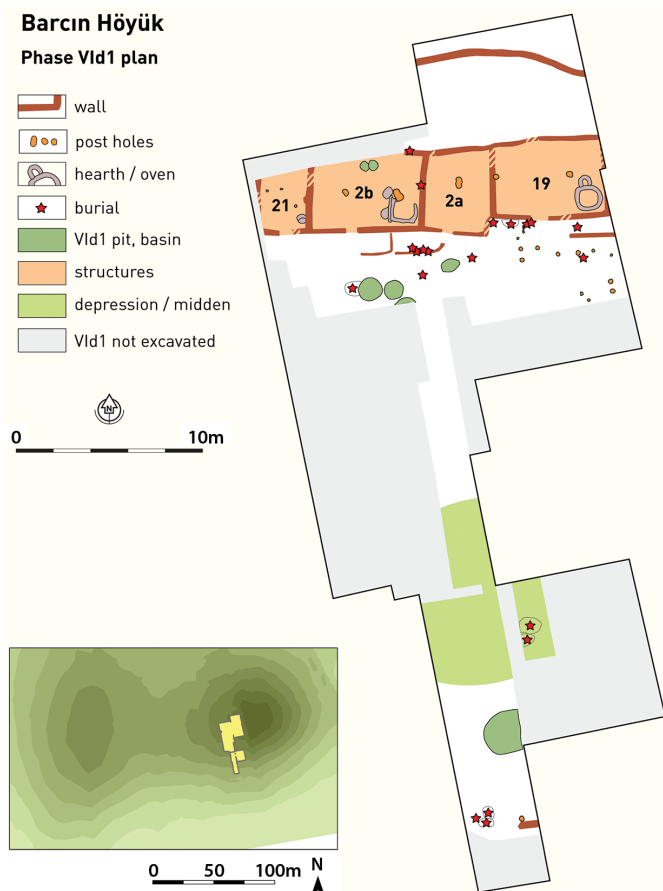 Barcın Höyük
Phase VId1 plan
wall
post holes
hearth / oven
burial
VId1 pit, basin
structures
depression / midden
VId1 not excavated
N
0 10m
21
2b
2a
19
0 50 100m
N